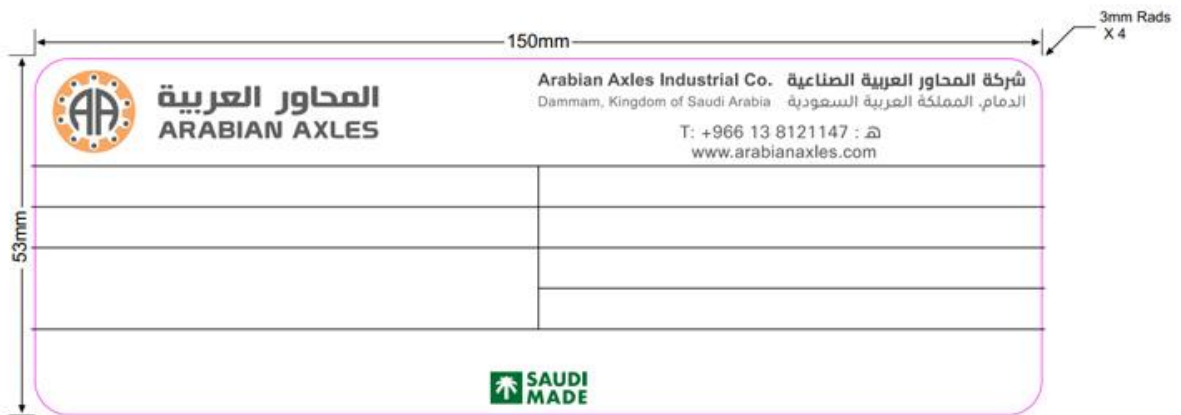 3mm Rads
X 4
150mm
53mm
AA
المحاور العربية
ARABIAN AXLES
Arabian Axles Industrial Co. شركة المحاور العربية الصناعية
Dammam, Kingdom of Saudi Arabia الدمام، المملكة العربية السعودية
T: +966 13 8121147 : هـ
www.arabianaxles.com
SAUDI
MADE